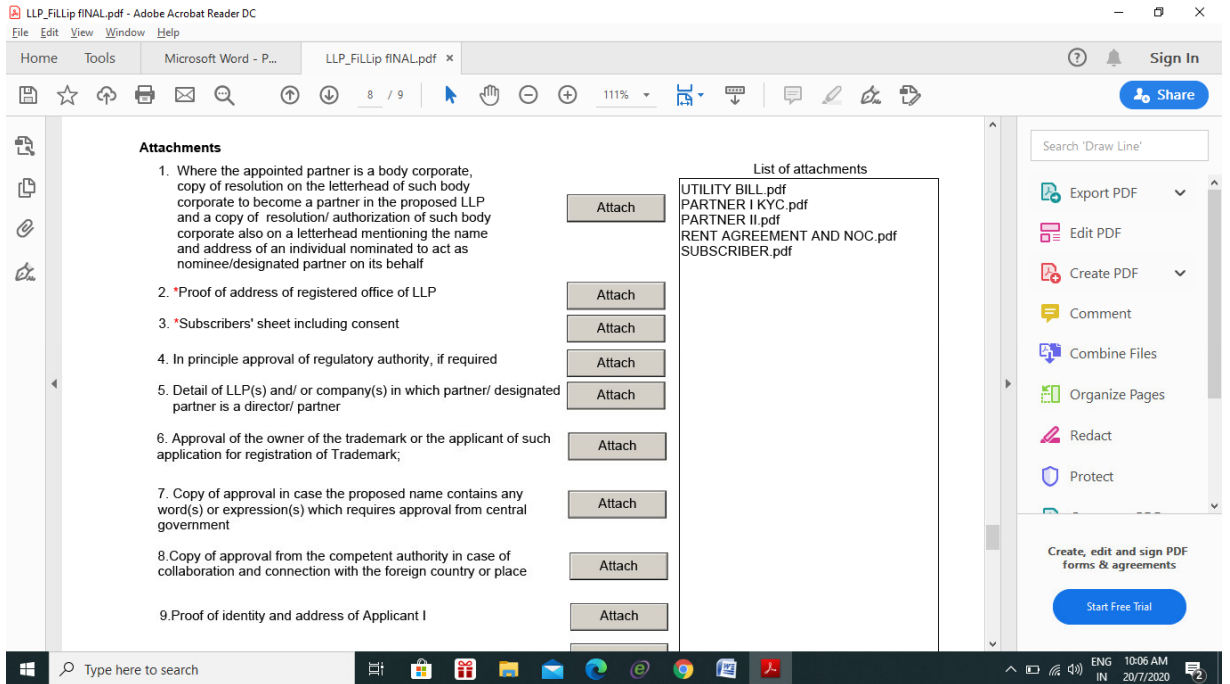 LLP_FiLLip fINAL.pdf - Adobe Acrobat Reader DC
File Edit View Window Help
Home Tools Microsoft Word - P... LLP_FiLLip fINAL.pdf × Sign In
8 / 9 111% Share
Attachments
1. Where the appointed partner is a body corporate,
copy of resolution on the letterhead of such body
corporate to become a partner in the proposed LLP
and a copy of resolution/ authorization of such body
corporate also on a letterhead mentioning the name
and address of an individual nominated to act as
nominee/designated partner on its behalf
Attach
2. *Proof of address of registered office of LLP
Attach
3. *Subscribers' sheet including consent
Attach
4. In principle approval of regulatory authority, if required
Attach
5. Detail of LLP(s) and/ or company(s) in which partner/ designated
partner is a director/ partner
Attach
6. Approval of the owner of the trademark or the applicant of such
application for registration of Trademark;
Attach
7. Copy of approval in case the proposed name contains any
word(s) or expression(s) which requires approval from central
government
Attach
8.Copy of approval from the competent authority in case of
collaboration and connection with the foreign country or place
Attach
9.Proof of identity and address of Applicant I
Attach
List of attachments
UTILITY BILL.pdf
PARTNER I KYC.pdf
PARTNER II.pdf
RENT AGREEMENT AND NOC.pdf
SUBSCRIBER.pdf
Search 'Draw Line'
Export PDF
Edit PDF
Create PDF
Comment
Combine Files
Organize Pages
Redact
Protect
Create, edit and sign PDF
forms & agreements
Start Free Trial
Type here to search
ENG 10:06 AM
IN 20/7/2020
2